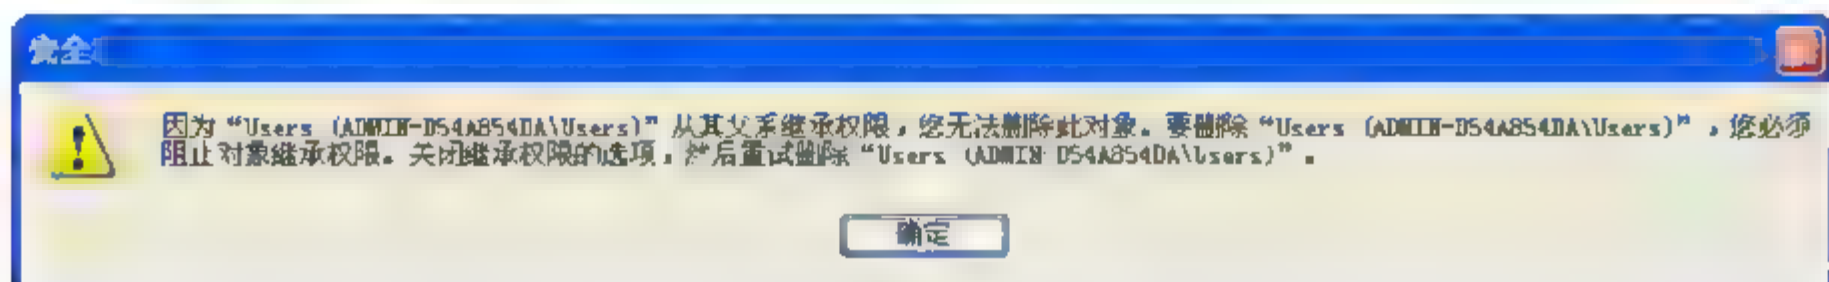 安全
因为“Users (ADMIN-D54A854DA\Users)” 从其父系继承权限，您无法删除此对象。要删除“Users (ADMIN-D54A854DA\Users)” ，您必须
阻止对象继承权限。关闭继承权限的选项，然后重试删除“Users (ADMIN-D54A854DA\Users)” 。
确定